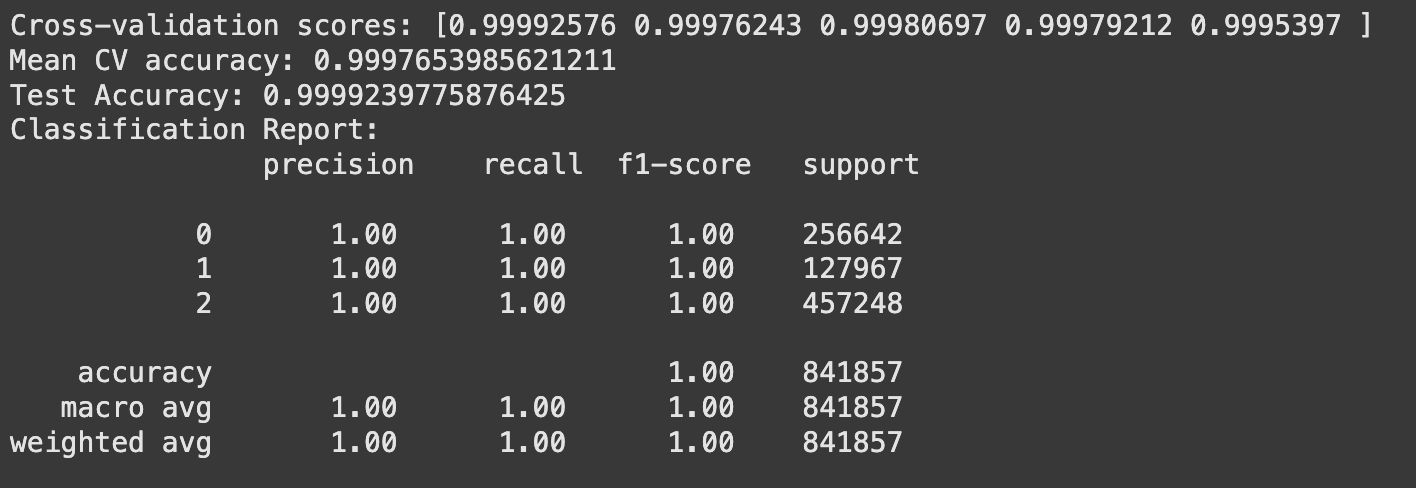 Cross-validation scores: [0.99992576 0.99976243 0.99980697 0.99979212 0.9995397 ]
Mean CV accuracy: 0.9997653985621211
Test Accuracy: 0.9999239775876425
Classification Report:
precision recall f1-score support
0 1.00 1.00 1.00 256642
1 1.00 1.00 1.00 127967
2 1.00 1.00 1.00 457248
accuracy 1.00 841857
macro avg 1.00 1.00 1.00 841857
weighted avg 1.00 1.00 1.00 841857